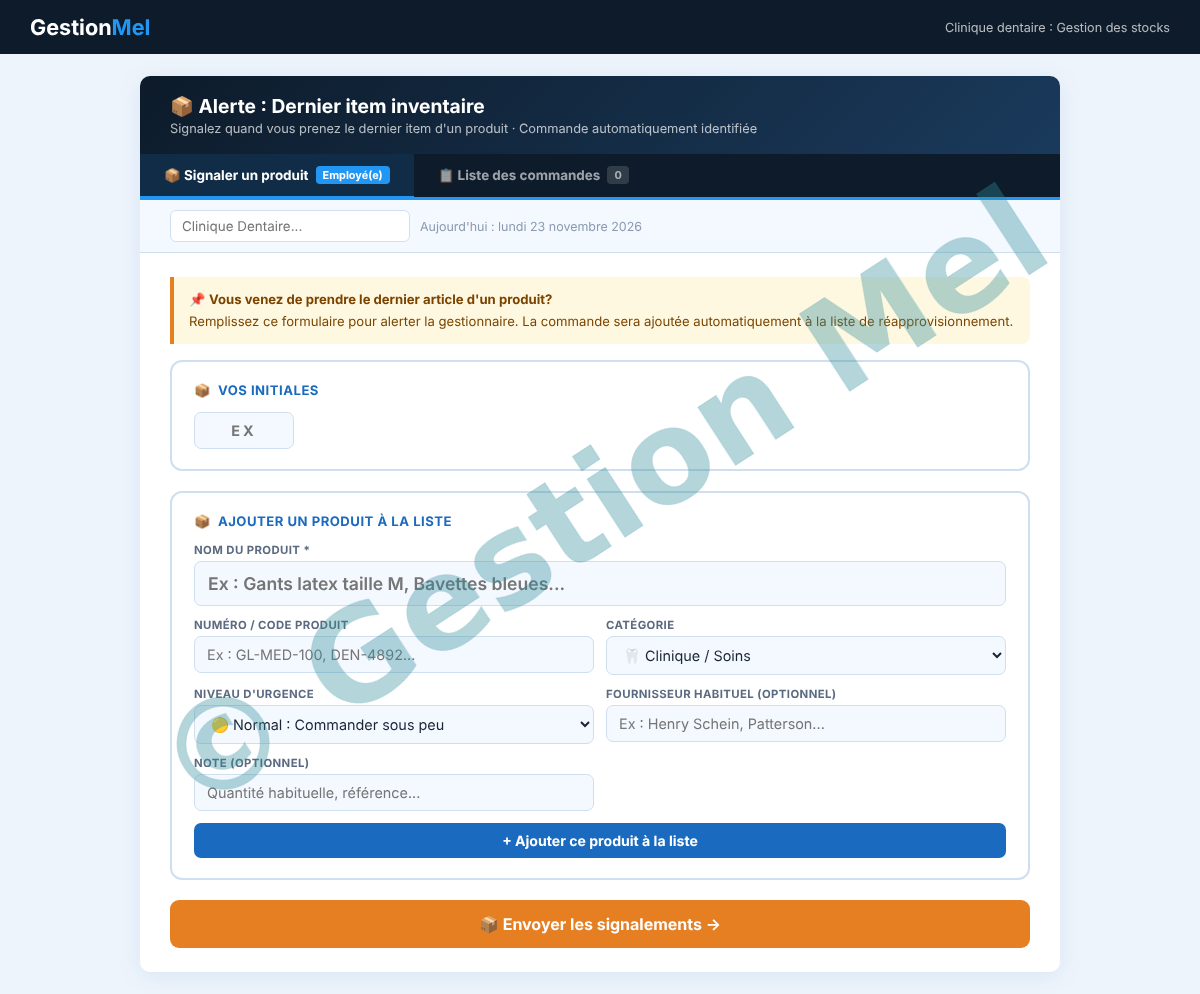 GestionMel
Clinique dentaire : Gestion des stocks
📦 Alerte : Dernier item inventaire
Signalez quand vous prenez le dernier item d'un produit · Commande automatiquement identifiée
📦 Signaler un produit Employé(e)
📋 Liste des commandes 0
Clinique Dentaire...
Aujourd'hui : lundi 23 novembre 2026
📌 Vous venez de prendre le dernier article d'un produit?
Remplissez ce formulaire pour alerter la gestionnaire. La commande sera ajoutée automatiquement à la liste de réapprovisionnement.
📦 VOS INITIALES
EX
📦 AJOUTER UN PRODUIT À LA LISTE
NOM DU PRODUIT *
Ex : Gants latex taille M, Bavettes bleues...
NUMÉRO / CODE PRODUIT
Ex : GL-MED-100, DEN-4892...
CATÉGORIE
🦷 Clinique / Soins
NIVEAU D'URGENCE
🟡 Normal : Commander sous peu
FOURNISSEUR HABITUEL (OPTIONNEL)
Ex : Henry Schein, Patterson...
NOTE (OPTIONNEL)
Quantité habituelle, référence...
+ Ajouter ce produit à la liste
📦 Envoyer les signalements →
© Gestion Mel